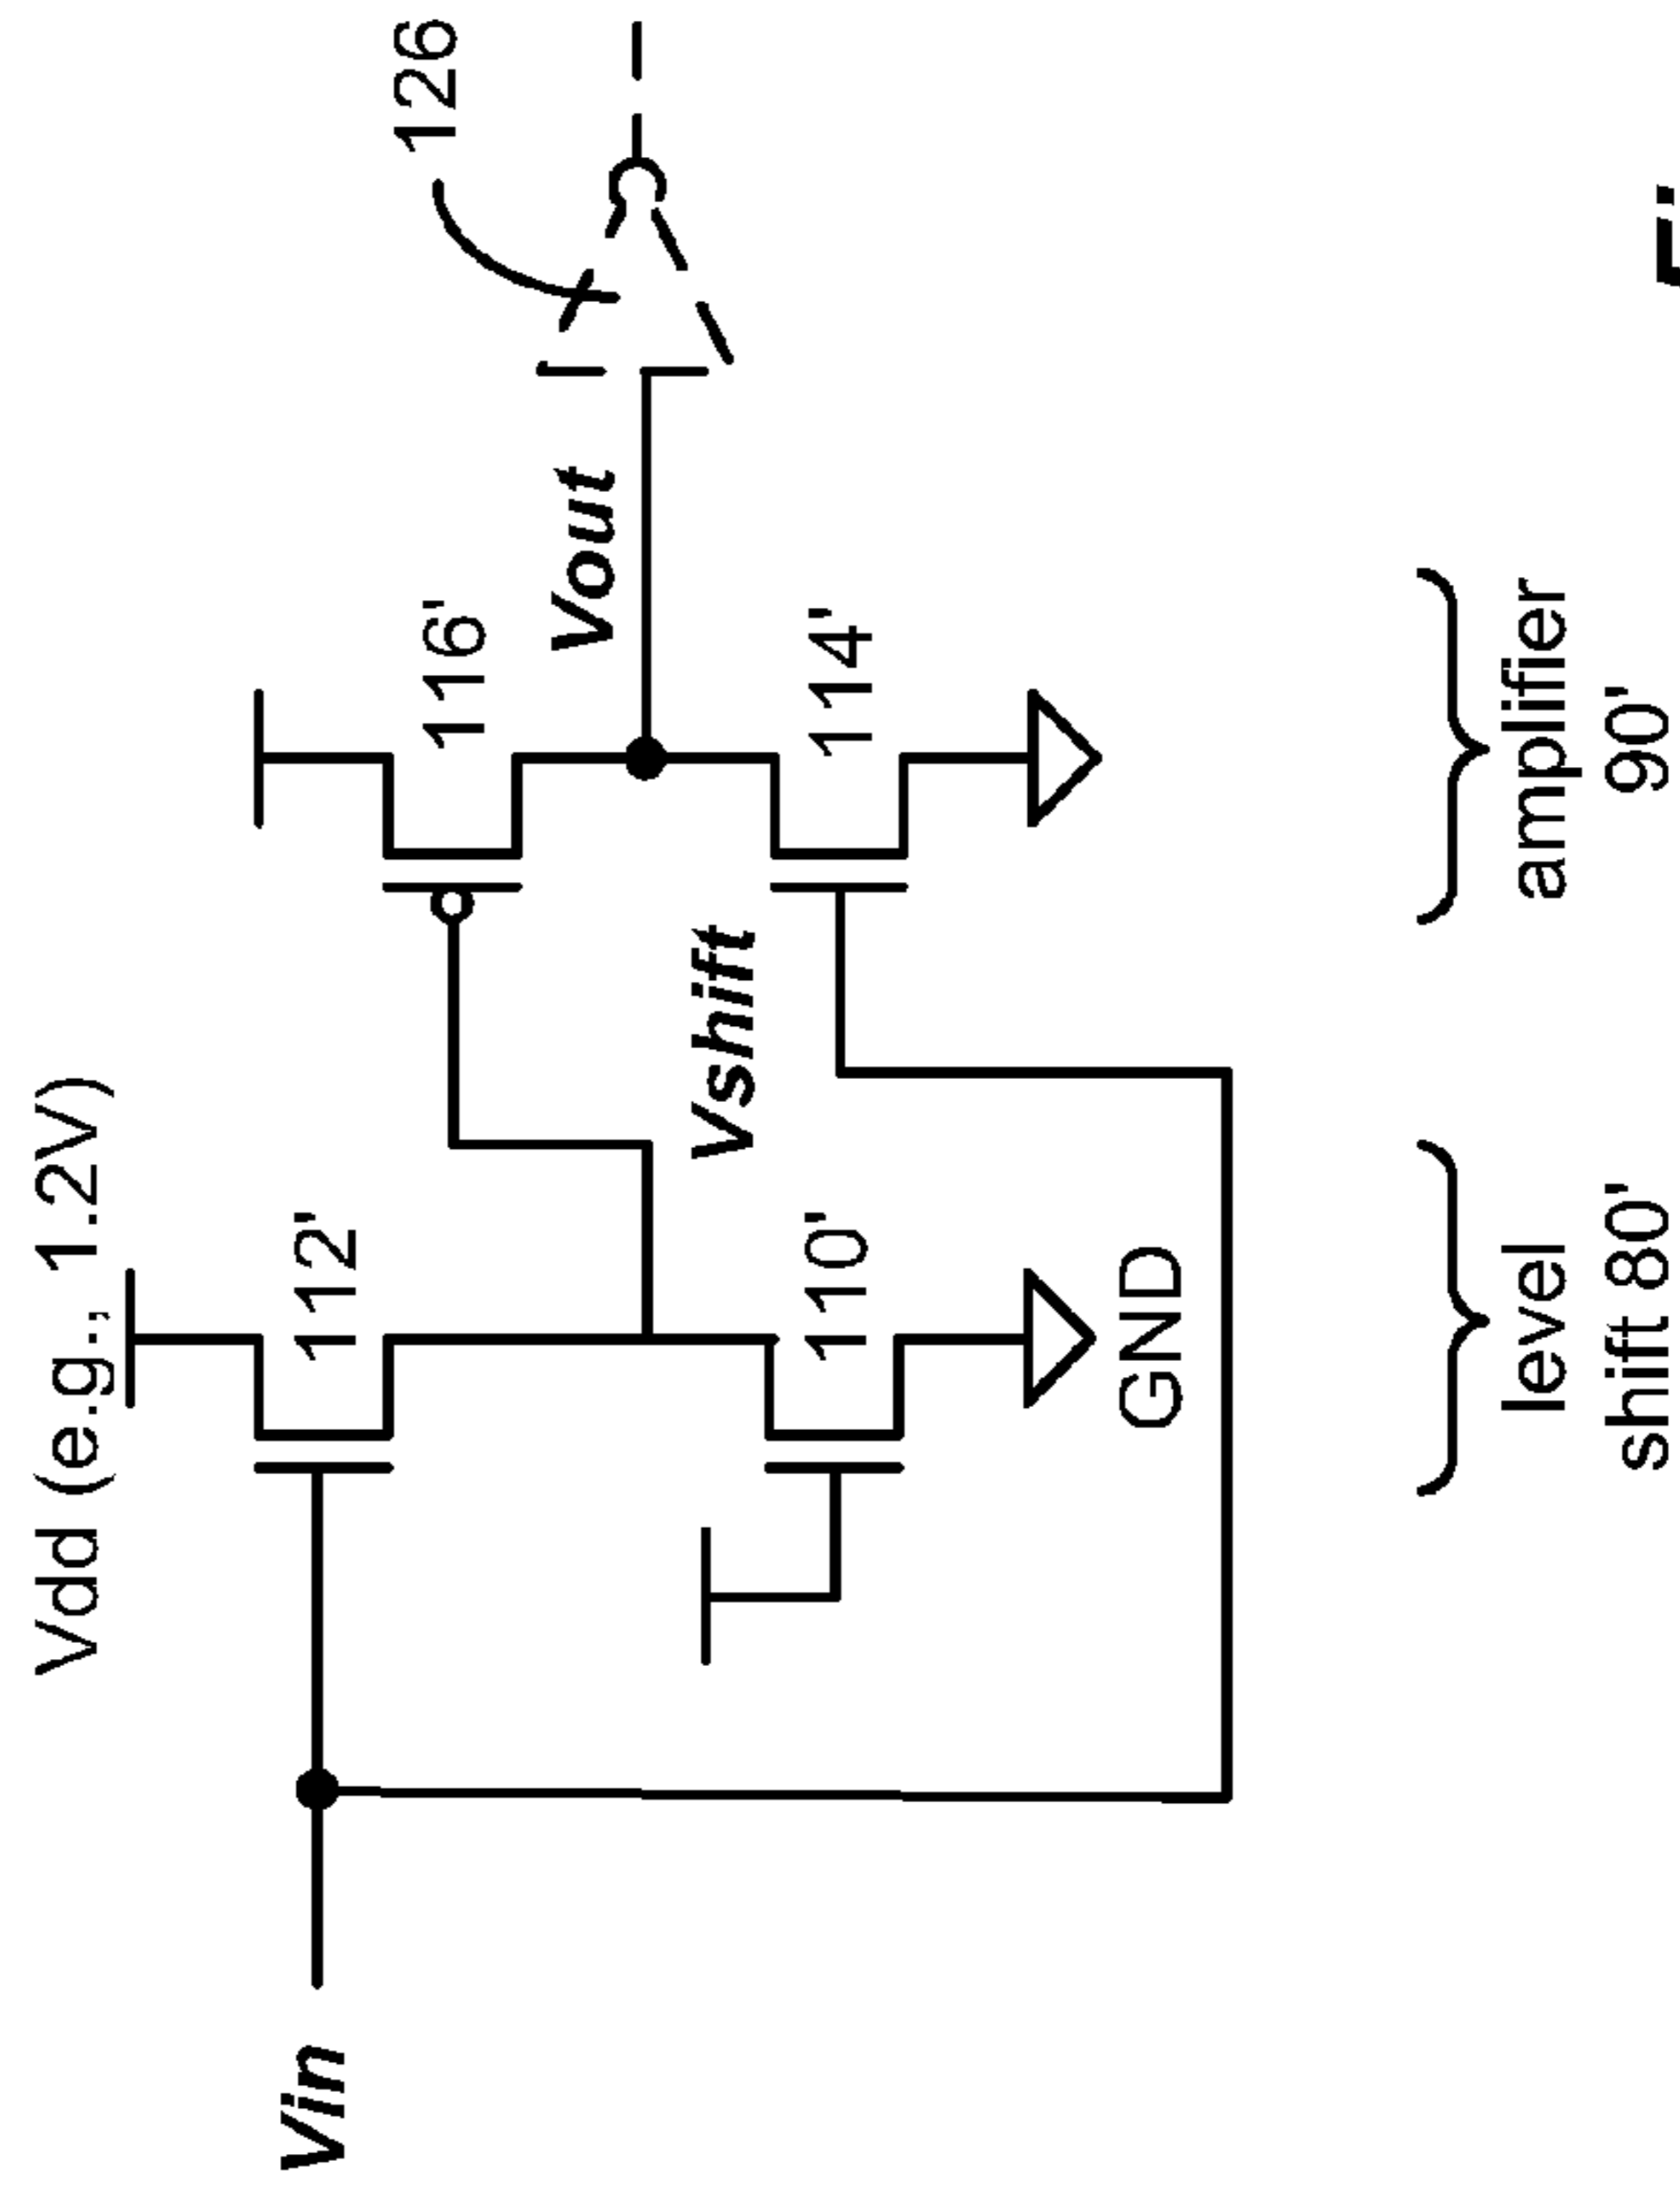 Vdd (e.g., 1.2V)
112'
116'
126
Vin
Vout
Vshift
110'
114'
GND
level
shift 80'
amplifier
90'